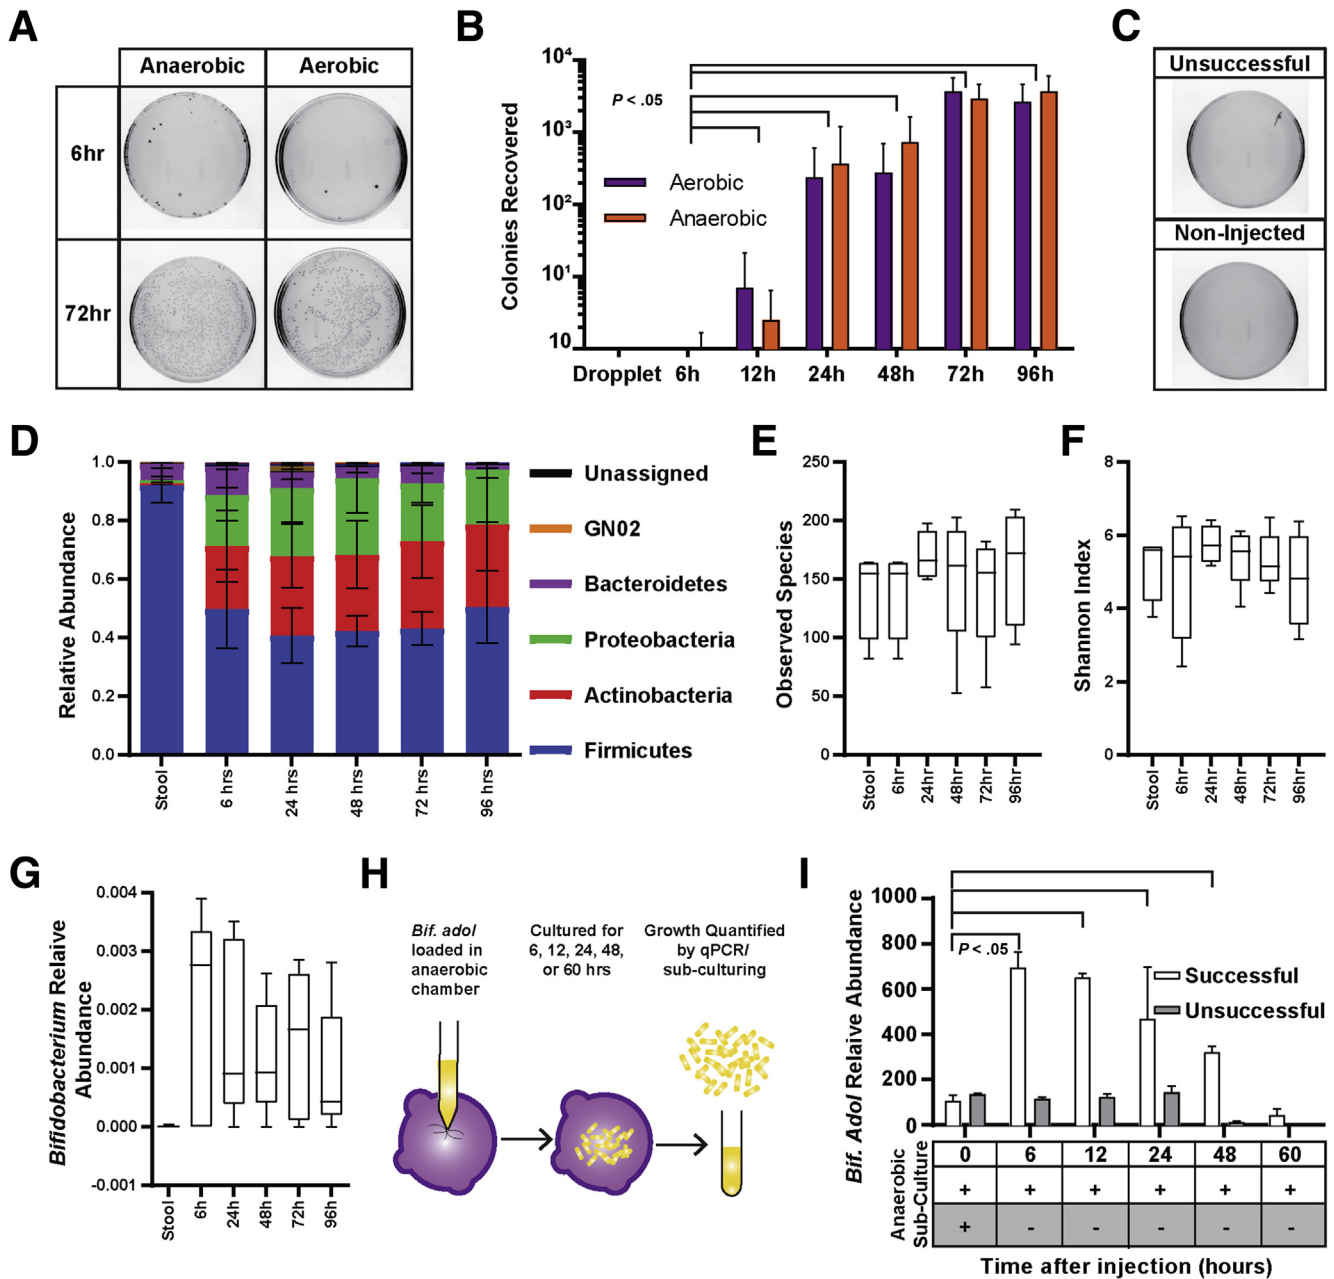 A
Anaerobic
Aerobic
6hr
72hr
B
Colonies Recovered
10⁴
10³
10²
10¹
10
P < .05
Aerobic
Anaerobic
Dropplet 6h 12h 24h 48h 72h 96h
C
Unsuccessful
Non-Injected
D
Relative Abundance
1.0
0.8
0.6
0.4
0.2
0.0
Stool
6 hrs
24 hrs
48 hrs
72 hrs
96 hrs
Unassigned
GN02
Bacteroidetes
Proteobacteria
Actinobacteria
Firmicutes
E
Observed Species
250
200
150
100
50
0
Stool
6hr
24hr
48hr
72hr
96hr
F
Shannon Index
8
6
4
2
0
Stool
6hr
24hr
48hr
72hr
96hr
G
Bifidobacterium Relaive
Abundance
0.004
0.003
0.002
0.001
0.000
-0.001
Stool
6h
24h
48h
72h
96h
H
Bif. adol
loaded in
anaerobic
chamber
Cultured for
6, 12, 24, 48,
or 60 hrs
Growth Quantified
by qPCR/
sub-culturing
I
Bif. Adol Relaive Abundance
1000
800
600
400
200
0
P < .05
Successful
Unsuccessful
Anaerobic
Sub-Culture
0 6 12 24 48 60
+ + + + + +
+ - - - - -
Time after injection (hours)